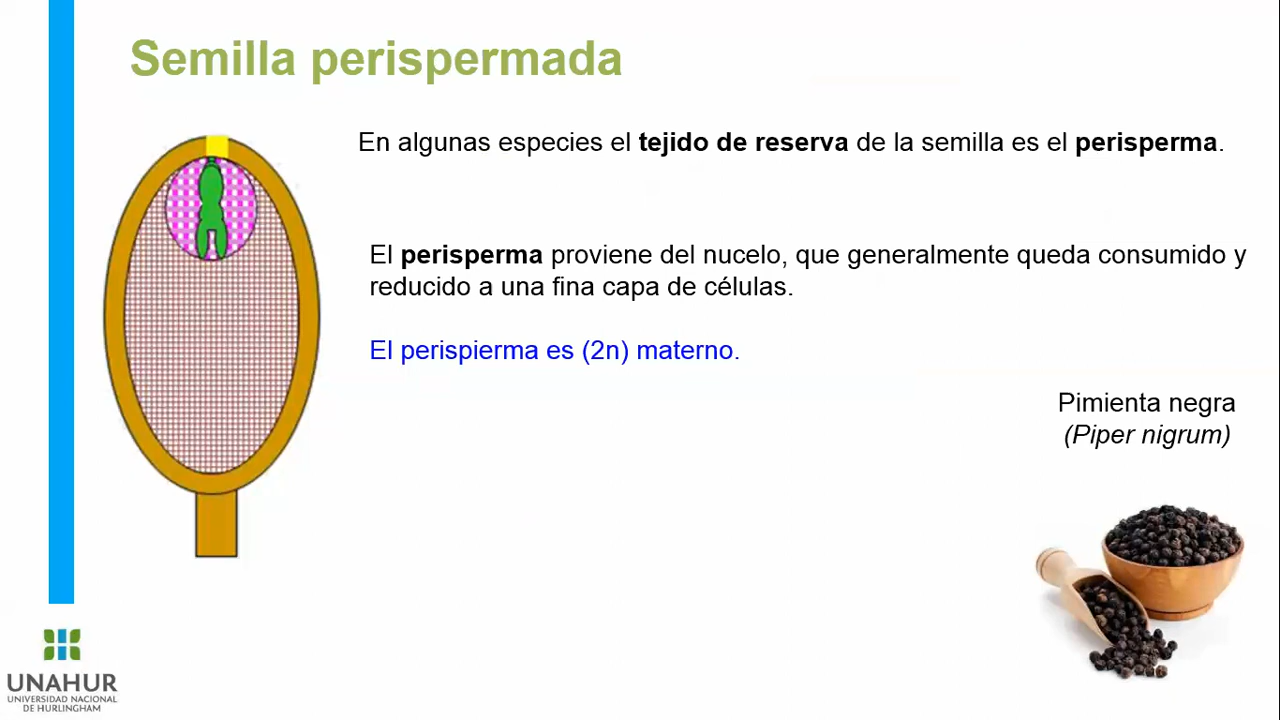 Semilla perispermada
En algunas especies el tejido de reserva de la semilla es el perisperma.
El perisperma proviene del nucelo, que generalmente queda consumido y
reducido a una fina capa de células.
El perispierma es (2n) materno.
Pimienta negra
(Piper nigrum)
UNAHUR
UNIVERSIDAD NACIONAL
DE HURLINGHAM